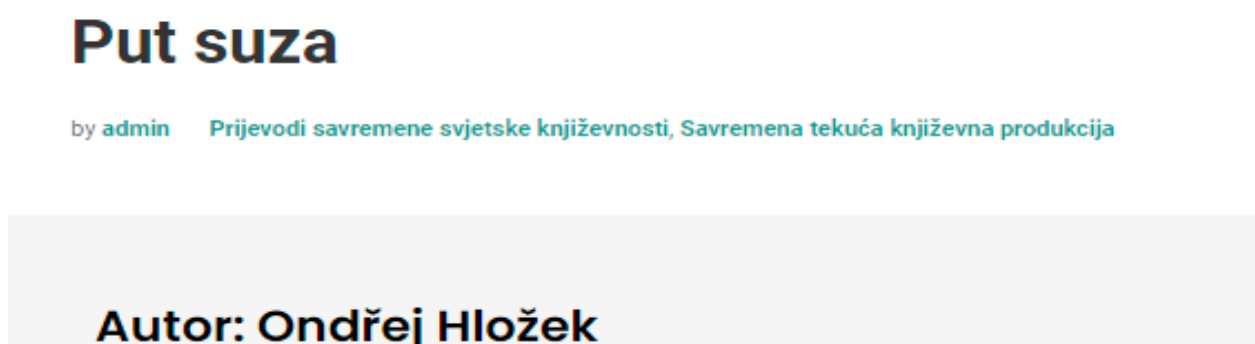 Put suza
by admin Prijevodi savremene svjetske književnosti, Savremena tekuća književna produkcija
Autor: Ondřej Hložek